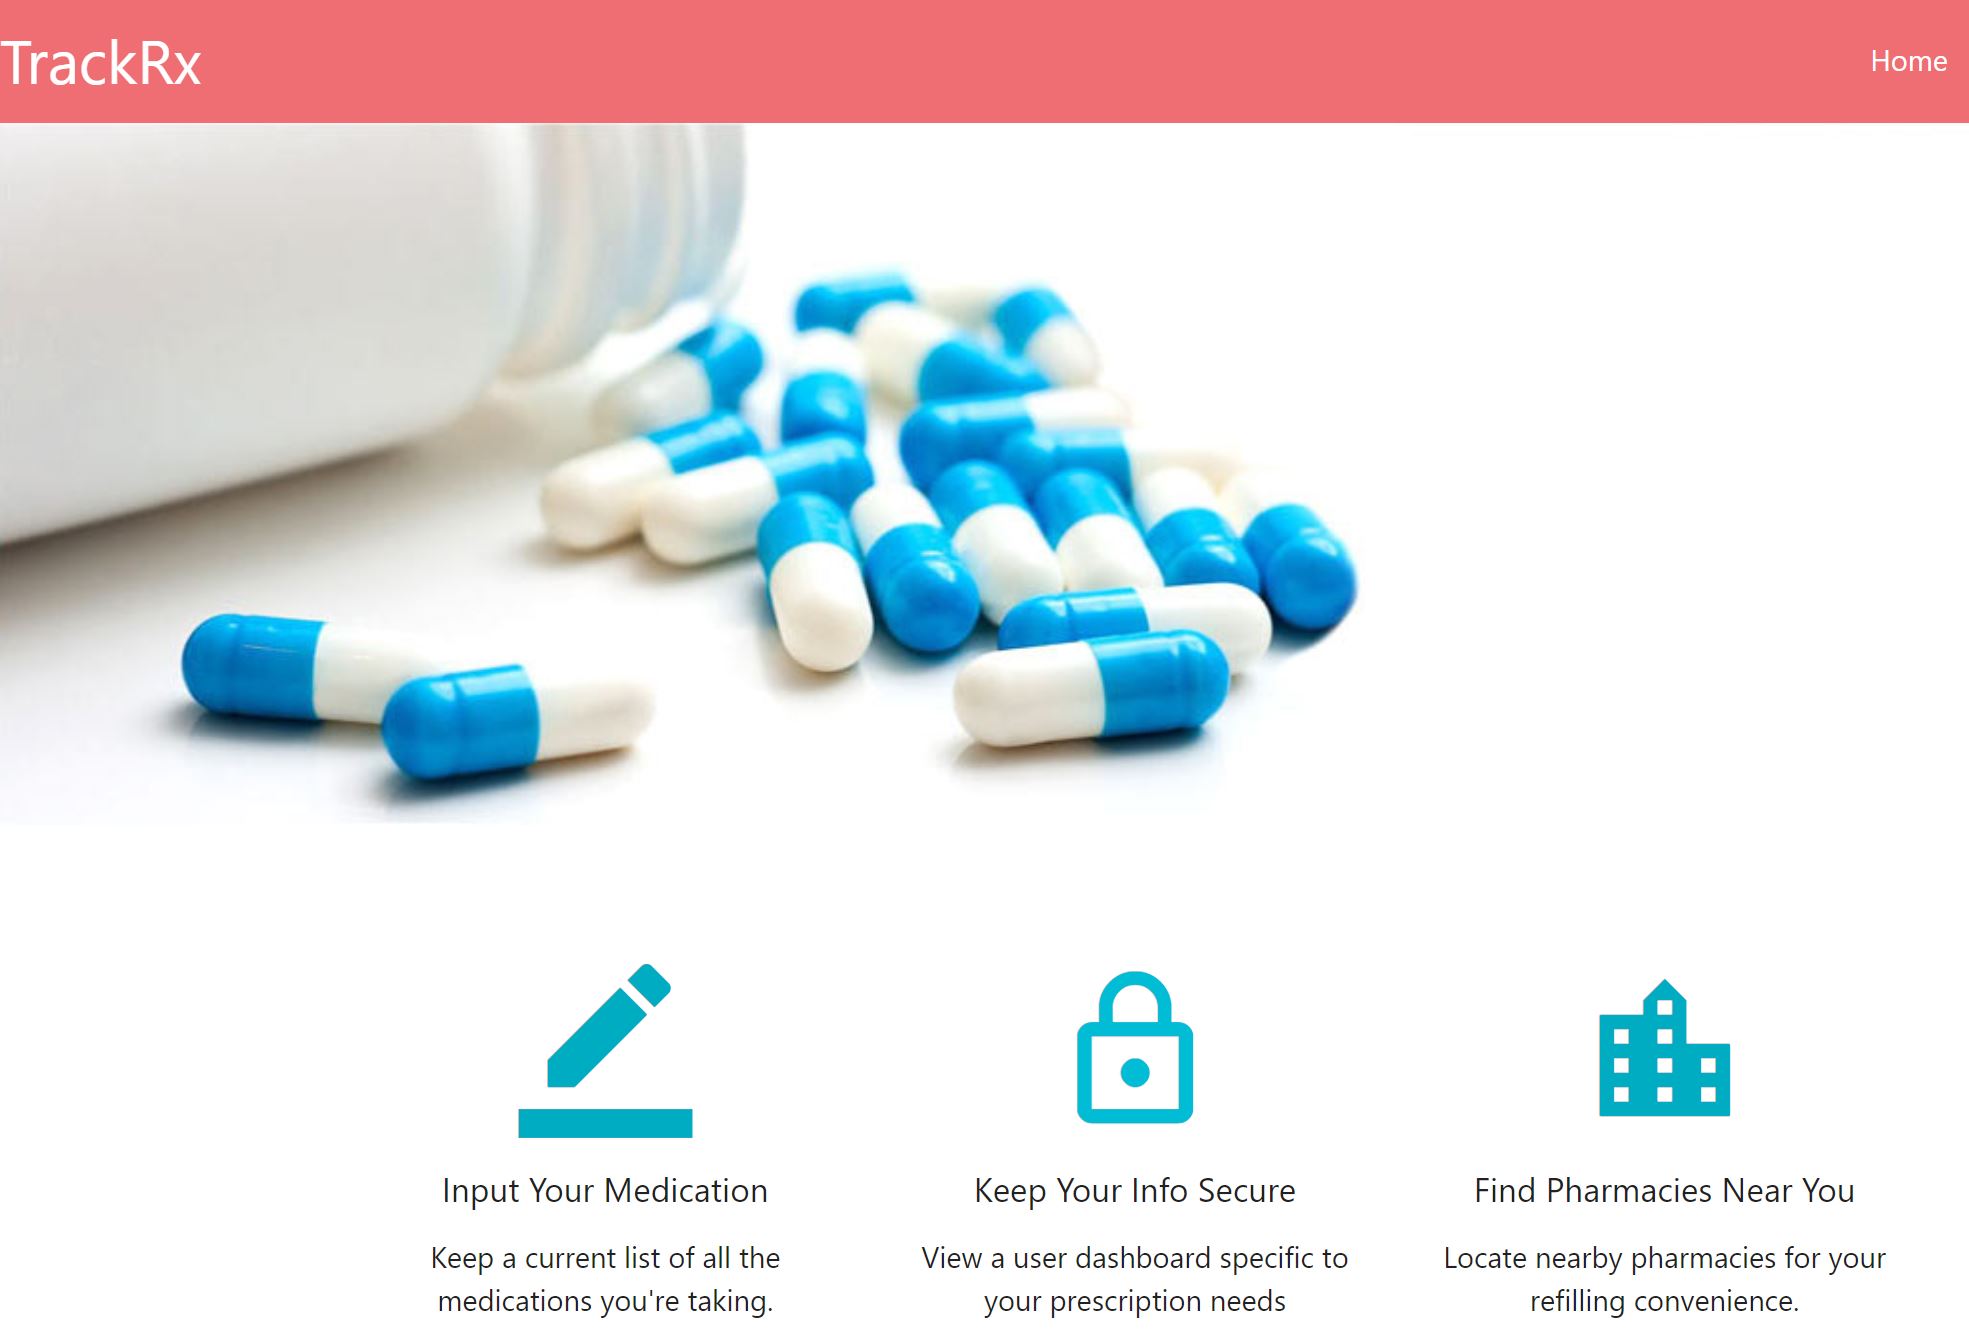 TrackRx
Home
Input Your Medication
Keep a current list of all the
medications you're taking.
Keep Your Info Secure
View a user dashboard specific to
your prescription needs
Find Pharmacies Near You
Locate nearby pharmacies for your
refilling convenience.